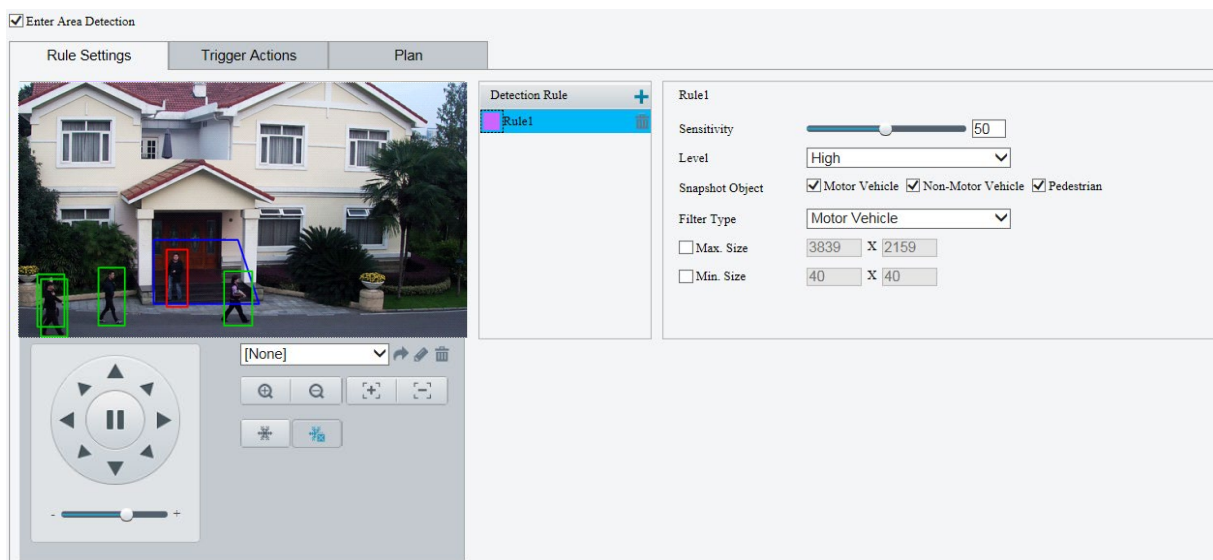 Enter Area Detection
Rule Settings Trigger Actions Plan
Detection Rule +
Rule1
Rule1
Sensitivity 50
Level High
Snapshot Object Motor Vehicle Non-Motor Vehicle Pedestrian
Filter Type Motor Vehicle
Max. Size 3839 X 2159
Min. Size 40 X 40
[None]
- +